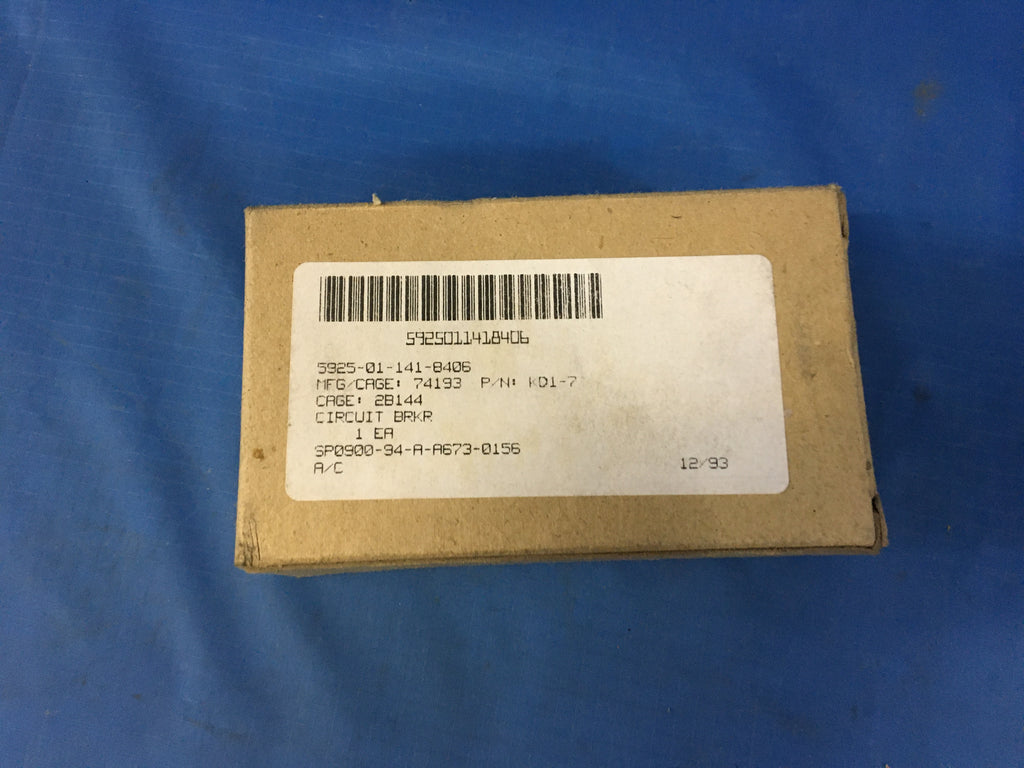 5925011418406
5925-01-141-8406
MFG/CAGE: 74193 P/N: KD1-7
CAGE: 2B144
CIRCUIT BRKR
1 EA
SP0900-94-A-A673-0156
A/C
12/93